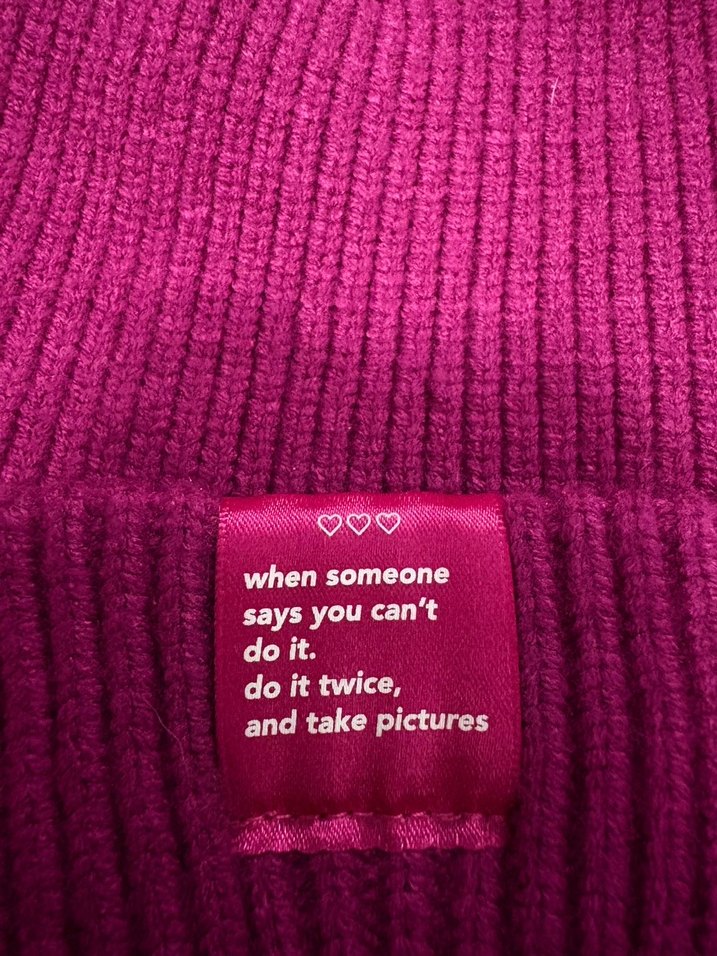 ♡♡♡
when someone
says you can't
do it.
do it twice,
and take pictures